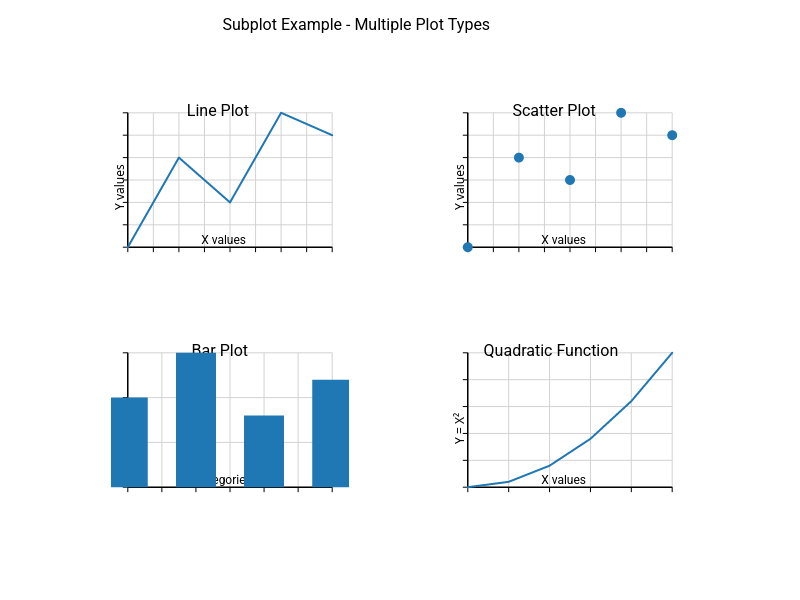 Subplot Example - Multiple Plot Types
Line Plot
Y values
X values
Scatter Plot
Y values
X values
Bar Plot
Quadratic Function
Y = X²
X values